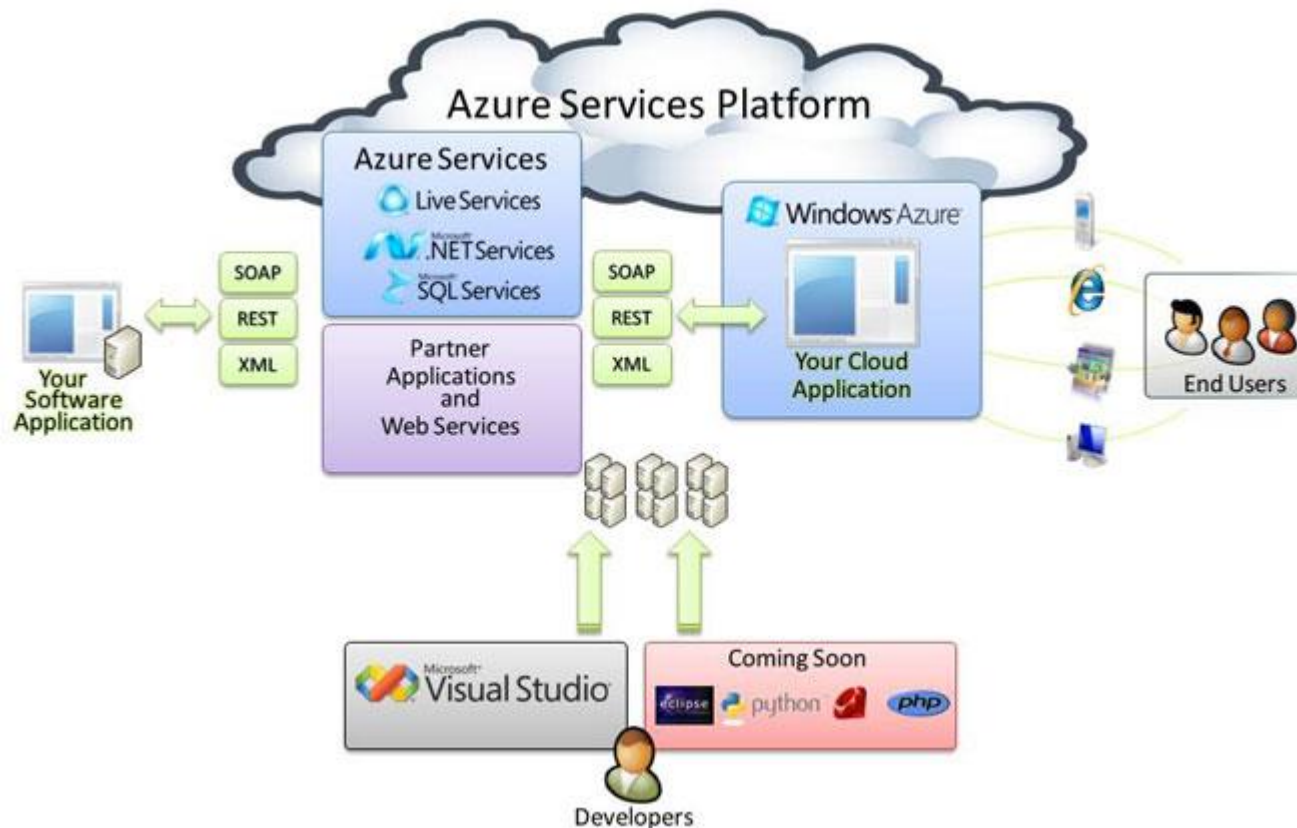 Azure Services Platform
Azure Services
Live Services
Microsoft
.NET Services
Microsoft
SQL Services
SOAP
REST
XML
Your
Software
Application
Partner
Applications
and
Web Services
SOAP
REST
XML
Windows Azure
Your Cloud
Application
End Users
Microsoft
Visual Studio
Coming Soon
eclipse
python
php
Developers